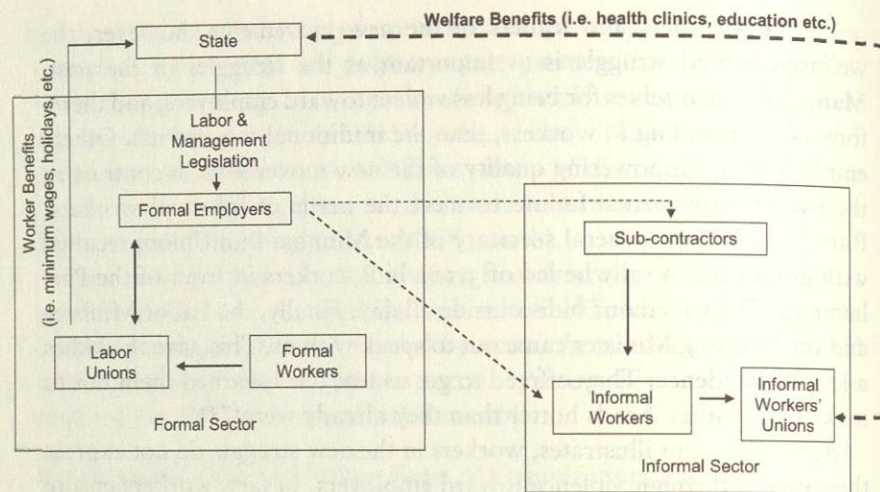 Welfare Benefits (i.e. health clinics, education etc.)
State
Worker Benefits
(i.e. minimum wages, holidays, etc.)
Labor &
Management
Legislation
Formal Employers
Sub-contractors
Labor
Unions
Formal
Workers
Informal
Workers
Informal
Workers'
Unions
Formal Sector
Informal Sector